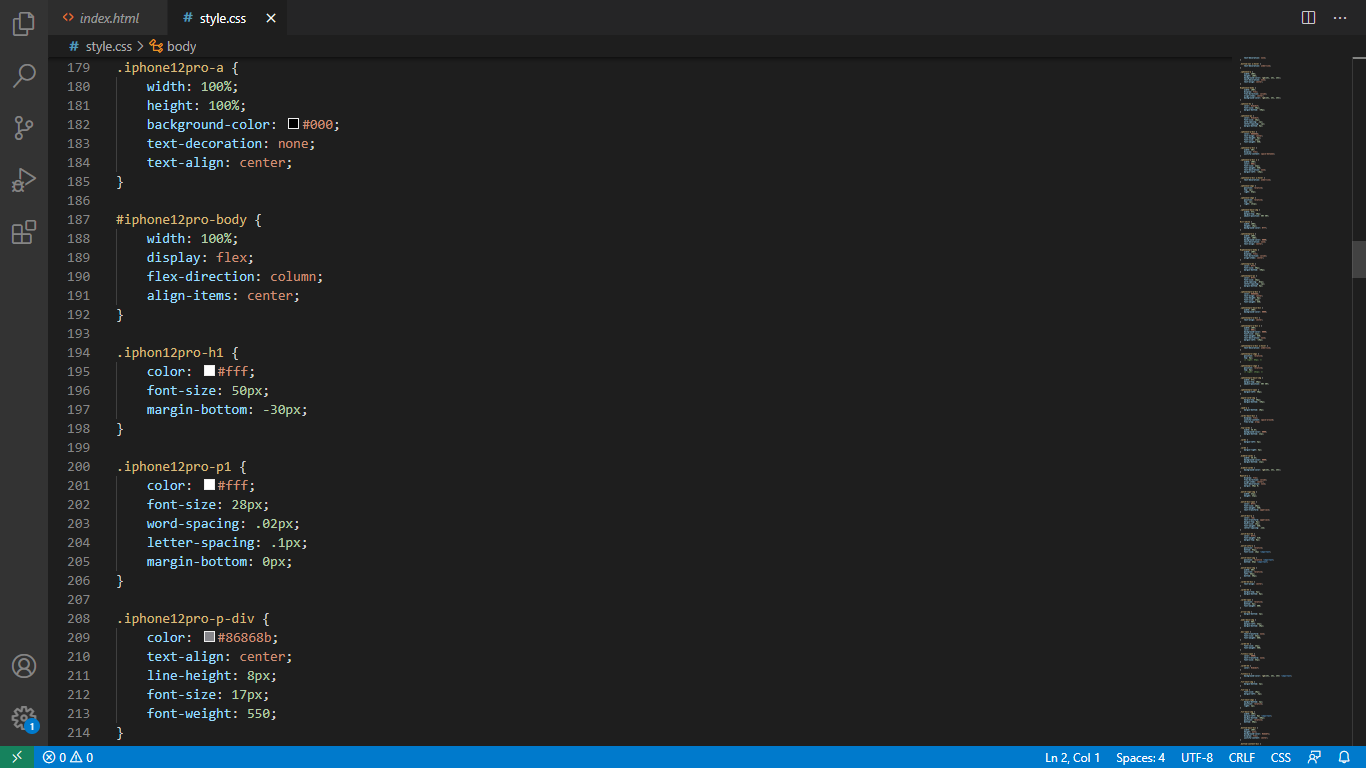 index.html
style.css
style.css
body
179 .iphone12pro-a {
180 width: 100%;
181 height: 100%;
182 background-color: #000;
183 text-decoration: none;
184 text-align: center;
185 }
186
187 #iphone12pro-body {
188 width: 100%;
189 display: flex;
190 flex-direction: column;
191 align-items: center;
192 }
193
194 .iphon12pro-h1 {
195 color: #fff;
196 font-size: 50px;
197 margin-bottom: -30px;
198 }
199
200 .iphone12pro-p1 {
201 color: #fff;
202 font-size: 28px;
203 word-spacing: .02px;
204 letter-spacing: .1px;
205 margin-bottom: 0px;
206 }
207
208 .iphone12pro-p-div {
209 color: #86868b;
210 text-align: center;
211 line-height: 8px;
212 font-size: 17px;
213 font-weight: 550;
214 }
1
0 0 Ln 2, Col 1 Spaces: 4 UTF-8 CRLF CSS